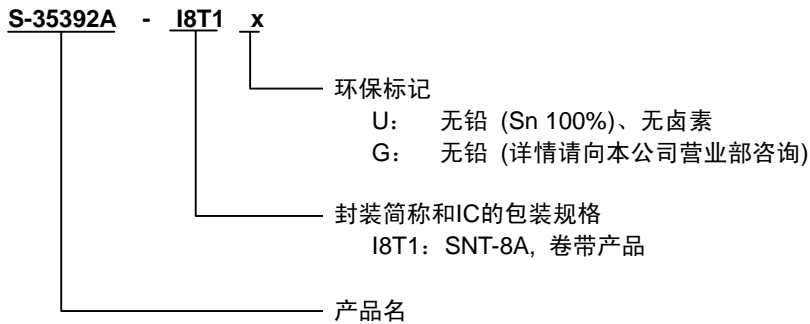 S-35392A - I8T1 x
环保标记
U： 无铅 (Sn 100%)、无卤素
G： 无铅 (详情请向本公司营业部咨询)
封装简称和IC的包装规格
I8T1：SNT-8A, 卷带产品
产品名